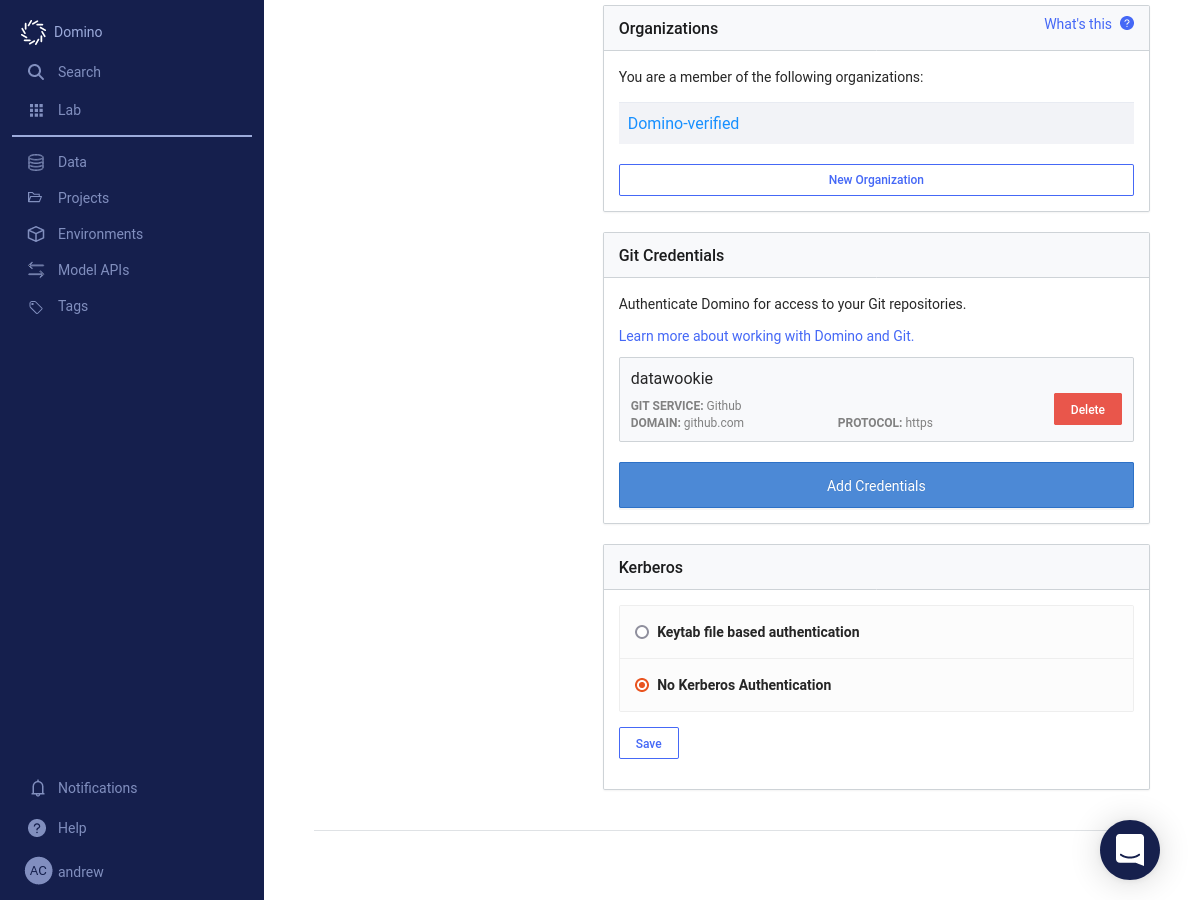 Domino
Search
Lab
Data
Projects
Environments
Model APIs
Tags
Notifications
? Help
AC andrew
Organizations
What's this ?
You are a member of the following organizations:
Domino-verified
New Organization
Git Credentials
Authenticate Domino for access to your Git repositories.
Learn more about working with Domino and Git.
datawookie
GIT SERVICE: Github
DOMAIN: github.com PROTOCOL: https
Delete
Add Credentials
Kerberos
Keytab file based authentication
No Kerberos Authentication
Save